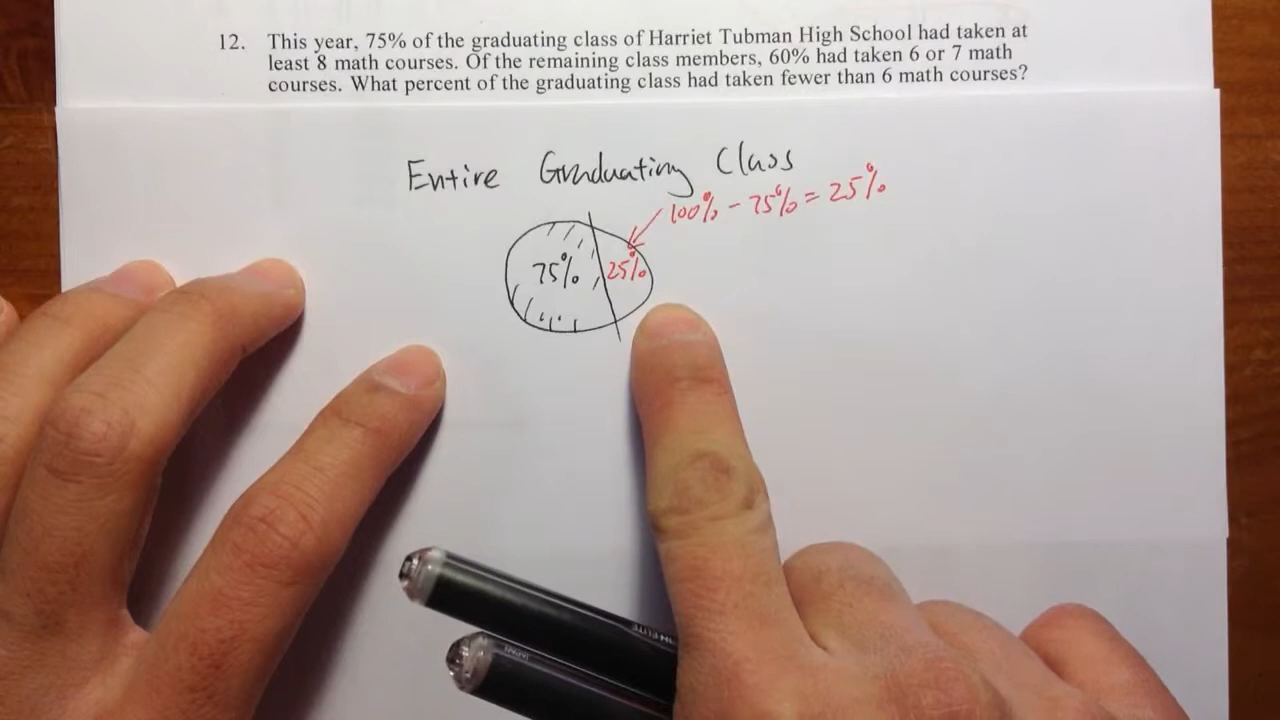 12. This year, 75% of the graduating class of Harriet Tubman High School had taken at
least 8 math courses. Of the remaining class members, 60% had taken 6 or 7 math
courses. What percent of the graduating class had taken fewer than 6 math courses?
Entire Graduating Class
100% - 75% = 25%
75% 25%